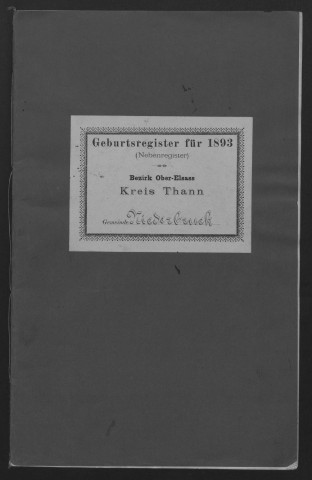 Geburtsregister für 1893
(Nebenregister)
Bezirk Ober-Elsass
Kreis Thann
Gemeinde Niederbruck